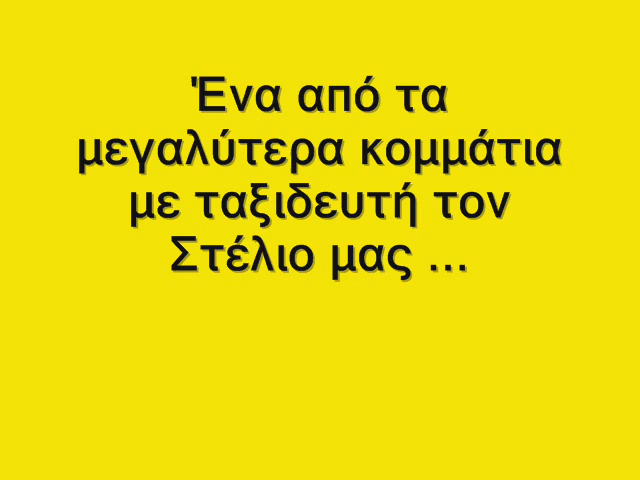 Ένα από τα
μεγαλύτερα κομμάτια
με ταξιδευτή τον
Στέλιο μας ...